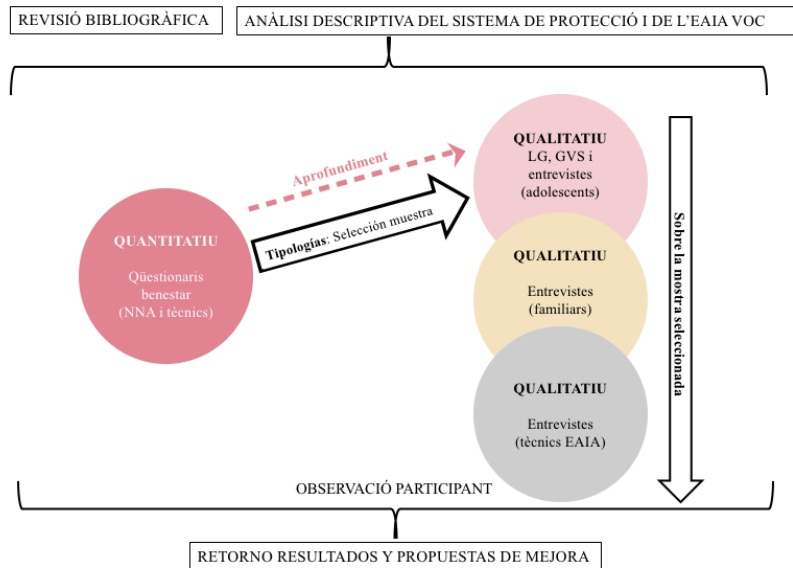 REVISIÓ BIBLIOGRÀFICA
ANÀLISI DESCRIPTIVA DEL SISTEMA DE PROTECCIÓ I DE L'EAIA VOC
QUANTITATIU
Qüestionaris
benestar
(NNA i tècnics)
Aprofundiment
Tipologías: Selección muestra
QUALITATIU
LG, GVS i
entrevistes
(adolescents)
QUALITATIU
Entrevistes
(familiars)
QUALITATIU
Entrevistes
(tècnics EAIA)
Sobre la mostra seleccionada
OBSERVACIÓ PARTICIPANT
RETORNO RESULTADOS Y PROPUESTAS DE MEJORA